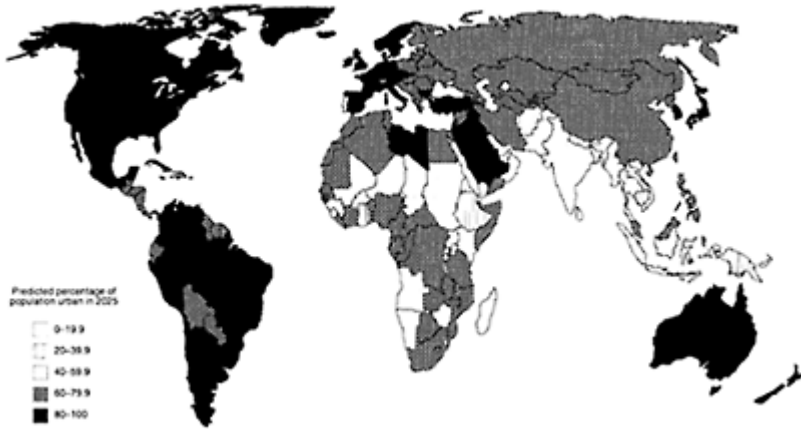 Predicted percentage of
population urban in 2025
0–19.9
20–39.9
40–59.9
60–79.9
80–100